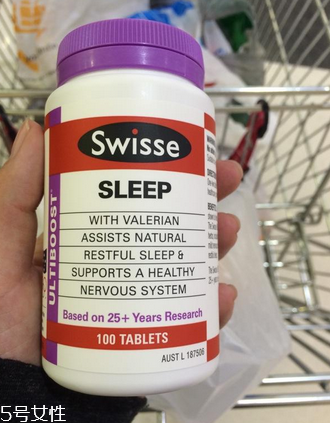 Swisse
SLEEP
WITH VALERIAN
ASSISTS NATURAL
RESTFUL SLEEP &
SUPPORTS A HEALTHY
NERVOUS SYSTEM
Based on 25+ Years Research
100 TABLETS
AUST L 187506
ULTIBOOST
5号女性